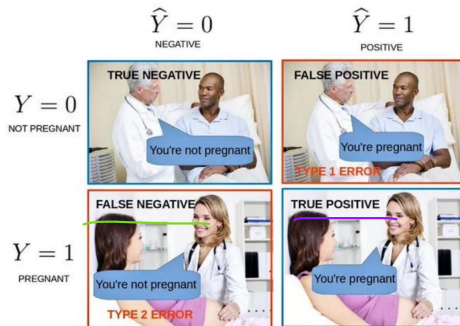 Ŷ = 0
NEGATIVE
Ŷ = 1
POSITIVE
Y = 0
NOT PREGNANT
TRUE NEGATIVE
You're not pregnant
FALSE POSITIVE
You're pregnant
TYPE 1 ERROR
Y = 1
PREGNANT
FALSE NEGATIVE
You're not pregnant
TYPE 2 ERROR
TRUE POSITIVE
You're pregnant